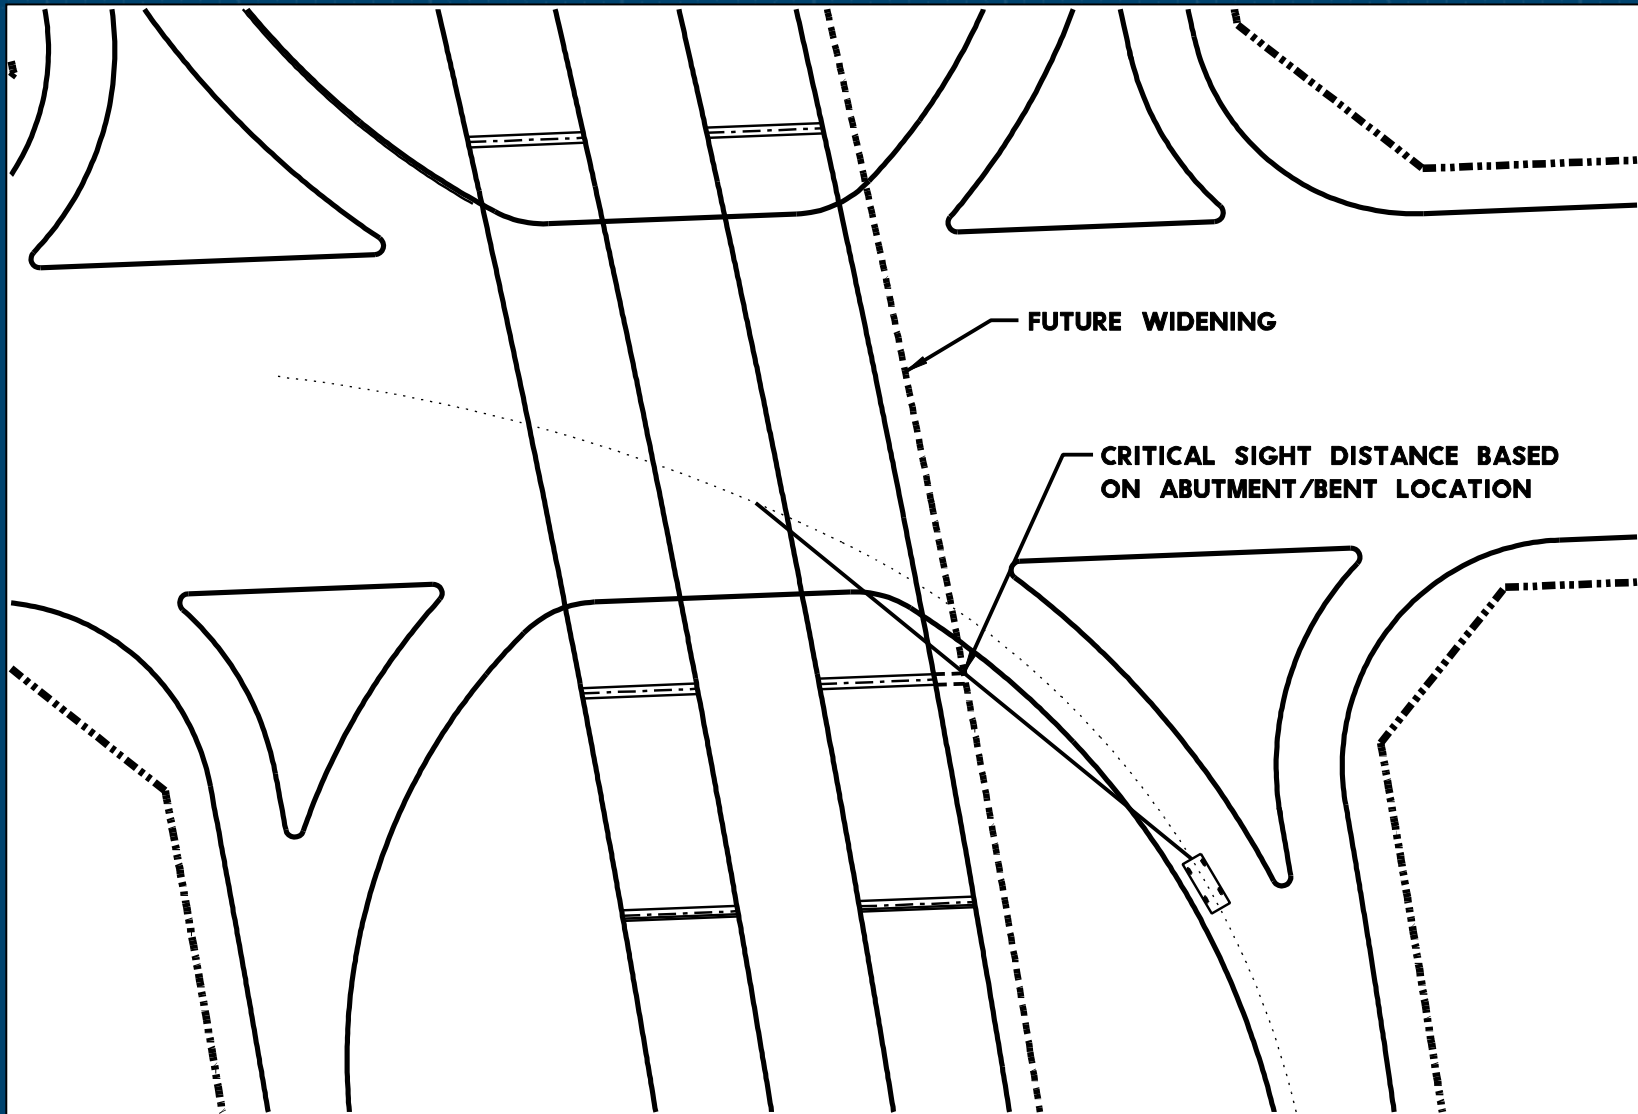 FUTURE WIDENING
CRITICAL SIGHT DISTANCE BASED
ON ABUTMENT/BENT LOCATION